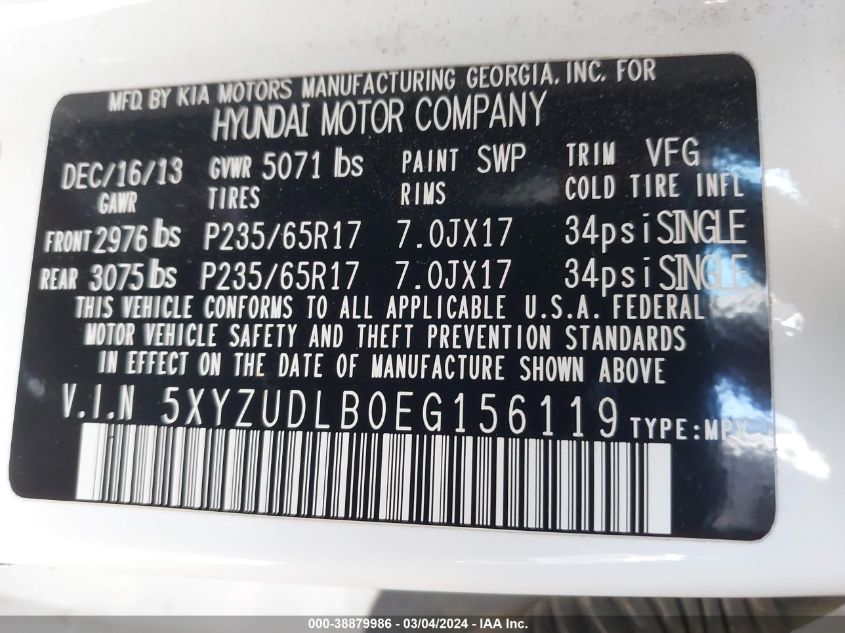 MFD. BY KIA MOTORS MANUFACTURING GEORGIA, INC. FOR
HYUNDAI MOTOR COMPANY
DEC/16/13 GVWR 5071 lbs PAINT SWP TRIM VFG
GAWR TIRES RIMS COLD TIRE INFL
FRONT 2976 lbs P235/65R17 7.0JX17 34psi SINGLE
REAR 3075 lbs P235/65R17 7.0JX17 34psi SINGLE
THIS VEHICLE CONFORMS TO ALL APPLICABLE U.S.A. FEDERAL
MOTOR VEHICLE SAFETY AND THEFT PREVENTION STANDARDS
IN EFFECT ON THE DATE OF MANUFACTURE SHOWN ABOVE
V.I.N 5XYZUDLB0EG156119 TYPE:MPV
000-38879986 - 03/04/2024 - IAA Inc.